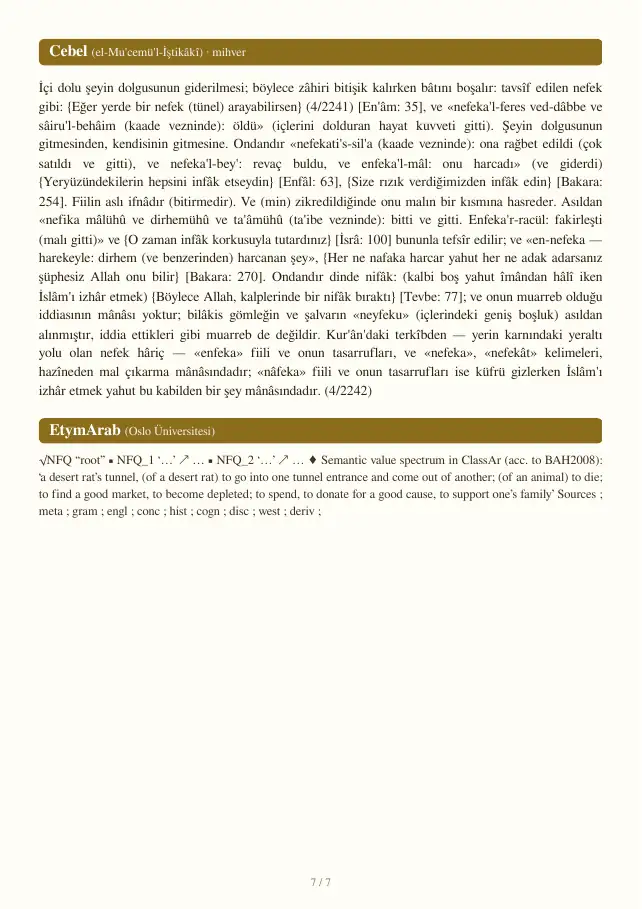 Cebel (el-Mu'cemü'l-İştikâkî) · mihver
İçi dolu şeyin dolgusunun giderilmesi; böylece zâhiri bitişik kalırken bâtını boşalır: tavsîf edilen nefek
gibi: {Eğer yerde bir nefek (tünel) arayabilirsen} (4/2241) [En'âm: 35], ve «nefeka'l-feres ved-dâbbe ve
sâiru'l-behâim (kaade vezninde): öldü» (içlerini dolduran hayat kuvveti gitti). Şeyin dolgusunun
gitmesinden, kendisinin gitmesine. Ondandır «nefekati's-sil'a (kaade vezninde): ona rağbet edildi (çok
satıldı ve gitti), ve nefeka'l-bey': revaç buldu, ve enfeka'l-mâl: onu harcadı» (ve giderdi)
{Yeryüzündekilerin hepsini infâk etseydin} [Enfâl: 63], {Size rızık verdiğimizden infâk edin} [Bakara:
254]. Fiilin aslı ifnâdır (bitirmedir). Ve (min) zikredildiğinde onu malın bir kısmına hasreder. Asıldan
«nefika mâlühû ve dirhemühû ve ta'âmühû (ta'ibe vezninde): bitti ve gitti. Enfeka'r-racül: fakirleşti
(malı gitti)» ve {O zaman infâk korkusuyla tutardınız} [İsrâ: 100] bununla tefsîr edilir; ve «en-nefeka —
harekeyle: dirhem (ve benzerinden) harcanan şey», {Her ne nafaka harcar yahut her ne adak adarsanız
şüphesiz Allah onu bilir} [Bakara: 270]. Ondandır dinde nifâk: (kalbi boş yahut îmândan hâlî iken
İslâm'ı izhâr etmek) {Böylece Allah, kalplerinde bir nifâk bıraktı} [Tevbe: 77]; ve onun muarreb olduğu
iddiasının mânâsı yoktur; bilâkis gömleğin ve şalvarın «neyfeku» (içlerindeki geniş boşluk) asıldan
alınmıştır, iddia ettikleri gibi muarreb de değildir. Kur'ân'daki terkîbden — yerin karnındaki yeraltı
yolu olan nefek hâriç — «enfeka» fiili ve onun tasarrufları, ve «nefeka», «nefekât» kelimeleri,
hazîneden mal çıkarma mânâsındadır; «nâfeka» fiili ve onun tasarrufları ise küfrü gizlerken İslâm'ı
izhâr etmek yahut bu kabilden bir şey mânâsındadır. (4/2242)
EtymArab (Oslo Üniversitesi)
√NFQ “root” ▪ NFQ_1 ‘…’ ↗ … ▪ NFQ_2 ‘…’ ↗ … ♦ Semantic value spectrum in ClassAr (acc. to BAH2008):
‘a desert rat’s tunnel, (of a desert rat) to go into one tunnel entrance and come out of another; (of an animal) to die;
to find a good market, to become depleted; to spend, to donate for a good cause, to support one’s family’ Sources ;
meta ; gram ; engl ; conc ; hist ; cogn ; disc ; west ; deriv ;
7 / 7